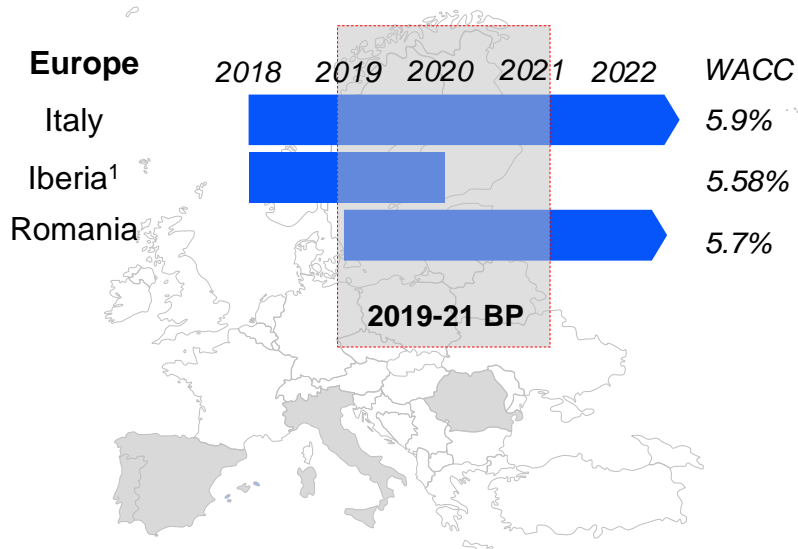 Europe 2018 2019 2020 2021 2022 WACC
Italy 5.9%
Iberia¹ 5.58%
Romania 5.7%
2019-21 BP